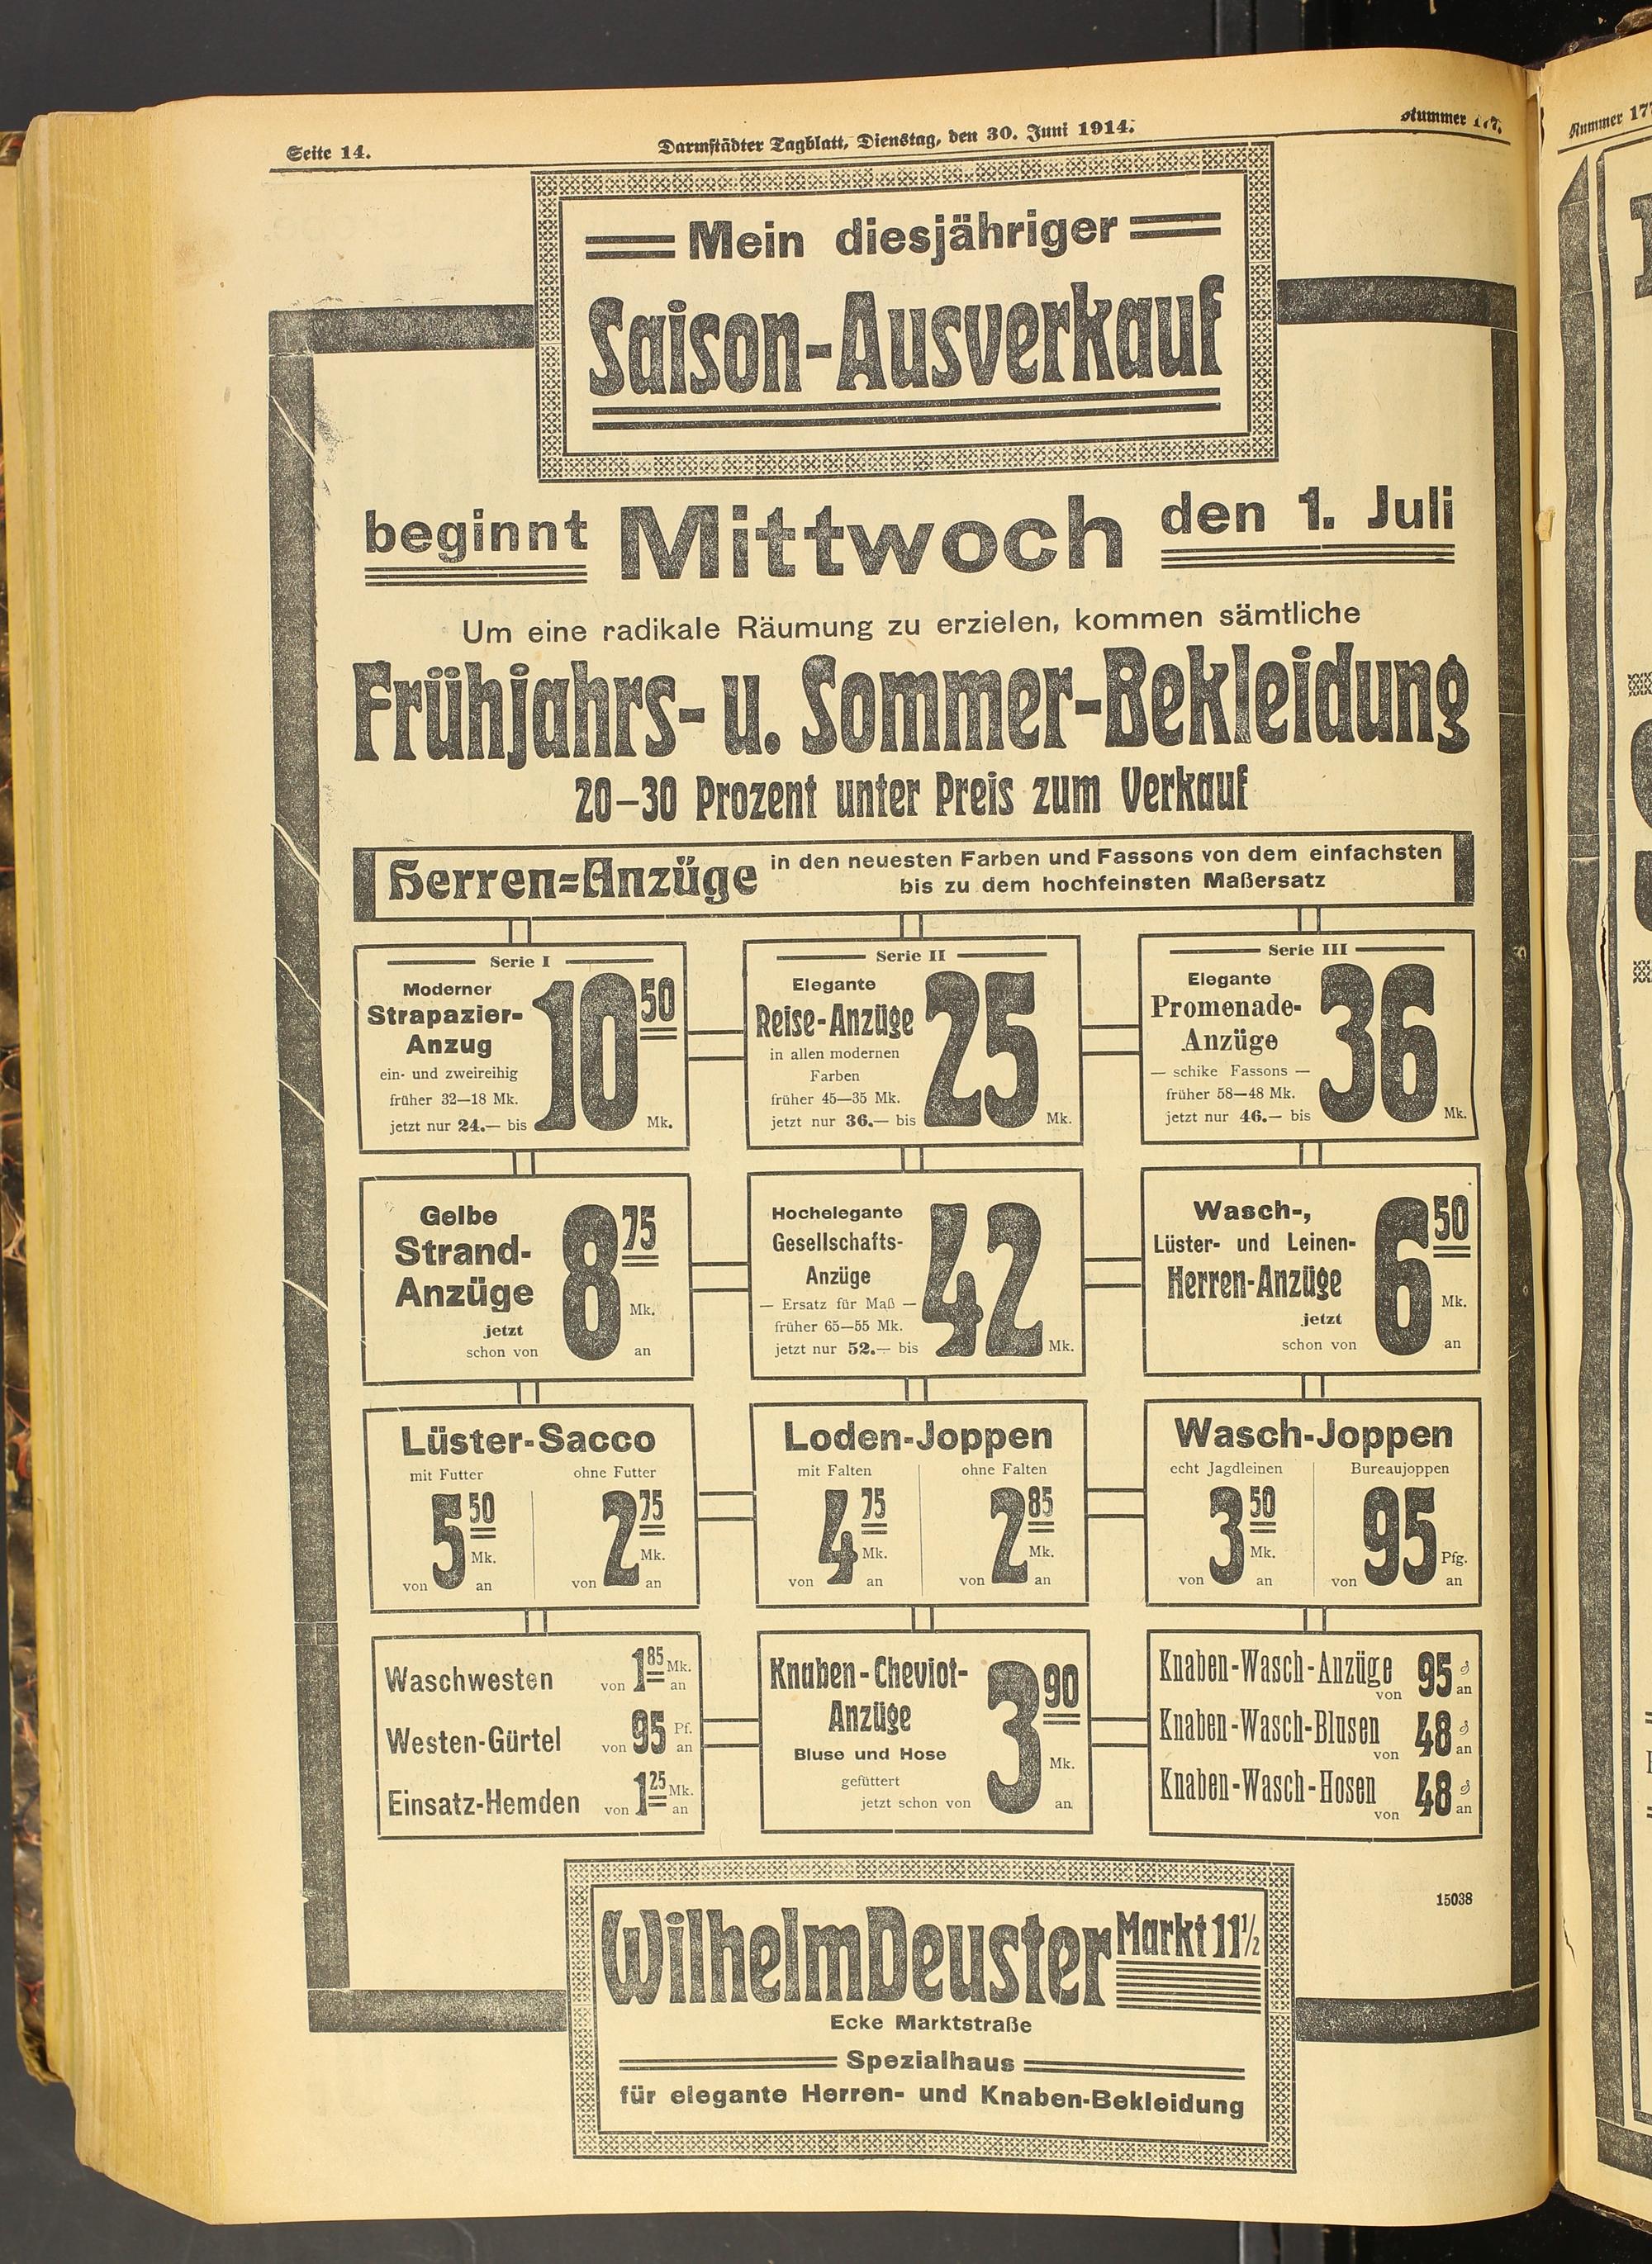 Seite 14.
Darmstädter Tagblatt, Dienstag, den 30. Juni 1914.
Nummer 177.
Mein diesjähriger
Saison-Ausverkauf
beginnt Mittwoch den 1. Juli
Um eine radikale Räumung zu erzielen, kommen sämtliche
Frühjahrs- u. Sommer-Bekleidung
20–30 Prozent unter Preis zum Verkauf
Herren=Anzüge in den neuesten Farben und Fassons von dem einfachsten
bis zu dem hochfeinsten Maßersatz
Serie I
Moderner
Strapazier-
Anzug
ein- und zweireihig
früher 32—18 Mk.
jetzt nur 24.— bis 10 50 Mk.
Serie II
Elegante
Reise-Anzüge
in allen modernen
Farben
früher 45—35 Mk.
jetzt nur 36.— bis 25 Mk.
Serie III
Elegante
Promenade-
Anzüge
— schike Fassons —
früher 58—48 Mk.
jetzt nur 46.— bis 36 Mk.
Gelbe
Strand-
Anzüge
jetzt
schon von 8 75 Mk. an
Hochelegante
Gesellschafts-
Anzüge
— Ersatz für Maß —
früher 65—55 Mk.
jetzt nur 52.— bis 42 Mk.
Wasch-,
Lüster- und Leinen-
Herren-Anzüge
jetzt
schon von 6 50 Mk. an
Lüster-Sacco
mit Futter
von 5 50 Mk. an
ohne Futter
von 2 75 Mk. an
Loden-Joppen
mit Falten
von 4 75 Mk. an
ohne Falten
von 2 85 Mk. an
Wasch-Joppen
echt Jagdleinen
von 3 50 Mk. an
Bureaujoppen
von 95 Pfg. an
Waschwesten von 1 85 Mk. an
Westen-Gürtel von 95 Pf. an
Einsatz-Hemden von 1 25 Mk. an
Knaben-Cheviot-
Anzüge
Bluse und Hose
gefüttert
jetzt schon von 3 90 Mk. an
Knaben-Wasch-Anzüge von 95 ₰ an
Knaben-Wasch-Blusen von 48 ₰ an
Knaben-Wasch-Hosen von 48 ₰ an
15038
Wilhelm Deuster Markt 11½
Ecke Marktstraße
Spezialhaus
für elegante Herren- und Knaben-Bekleidung
Nummer 177